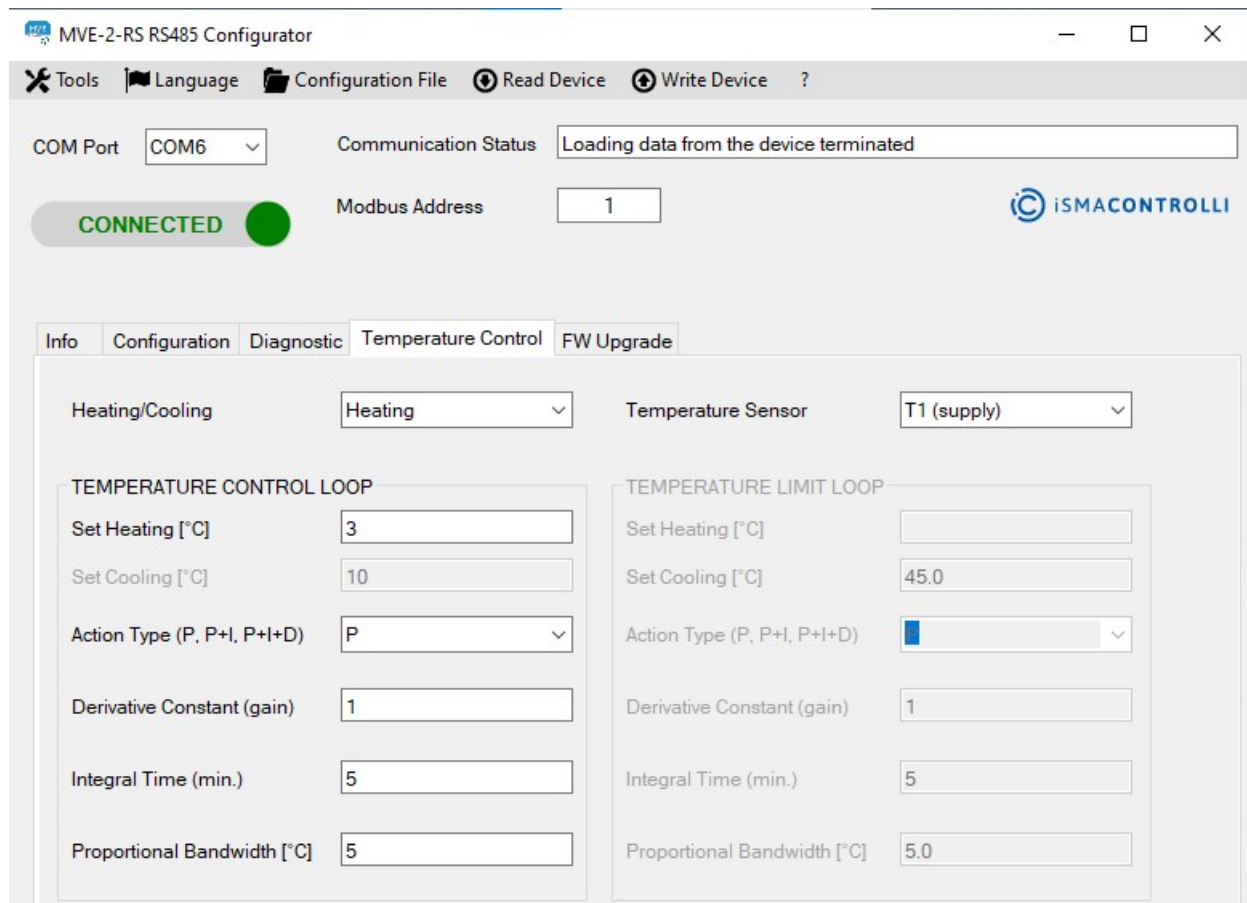 MVE-2-RS RS485 Configurator
Tools Language Configuration File Read Device Write Device ?
COM Port COM6 Communication Status Loading data from the device terminated
CONNECTED Modbus Address 1 iSMACONTROLLI
Info Configuration Diagnostic Temperature Control FW Upgrade
Heating/Cooling Heating Temperature Sensor T1 (supply)
TEMPERATURE CONTROL LOOP
Set Heating [°C] 3
Set Cooling [°C] 10
Action Type (P, P+I, P+I+D) P
Derivative Constant (gain) 1
Integral Time (min.) 5
Proportional Bandwidth [°C] 5
TEMPERATURE LIMIT LOOP
Set Heating [°C]
Set Cooling [°C] 45.0
Action Type (P, P+I, P+I+D) P
Derivative Constant (gain) 1
Integral Time (min.) 5
Proportional Bandwidth [°C] 5.0